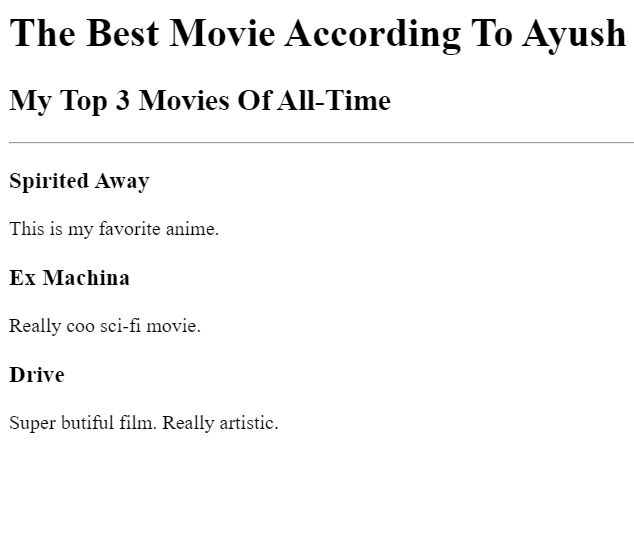 The Best Movie According To Ayush
My Top 3 Movies Of All-Time
Spirited Away
This is my favorite anime.
Ex Machina
Really coo sci-fi movie.
Drive
Super butiful film. Really artistic.